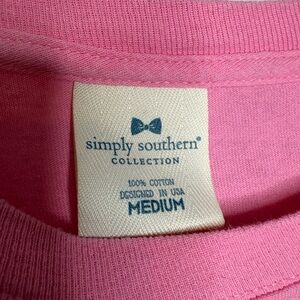 simply southern®
COLLECTION
100% COTTON
DESIGNED IN USA
MEDIUM